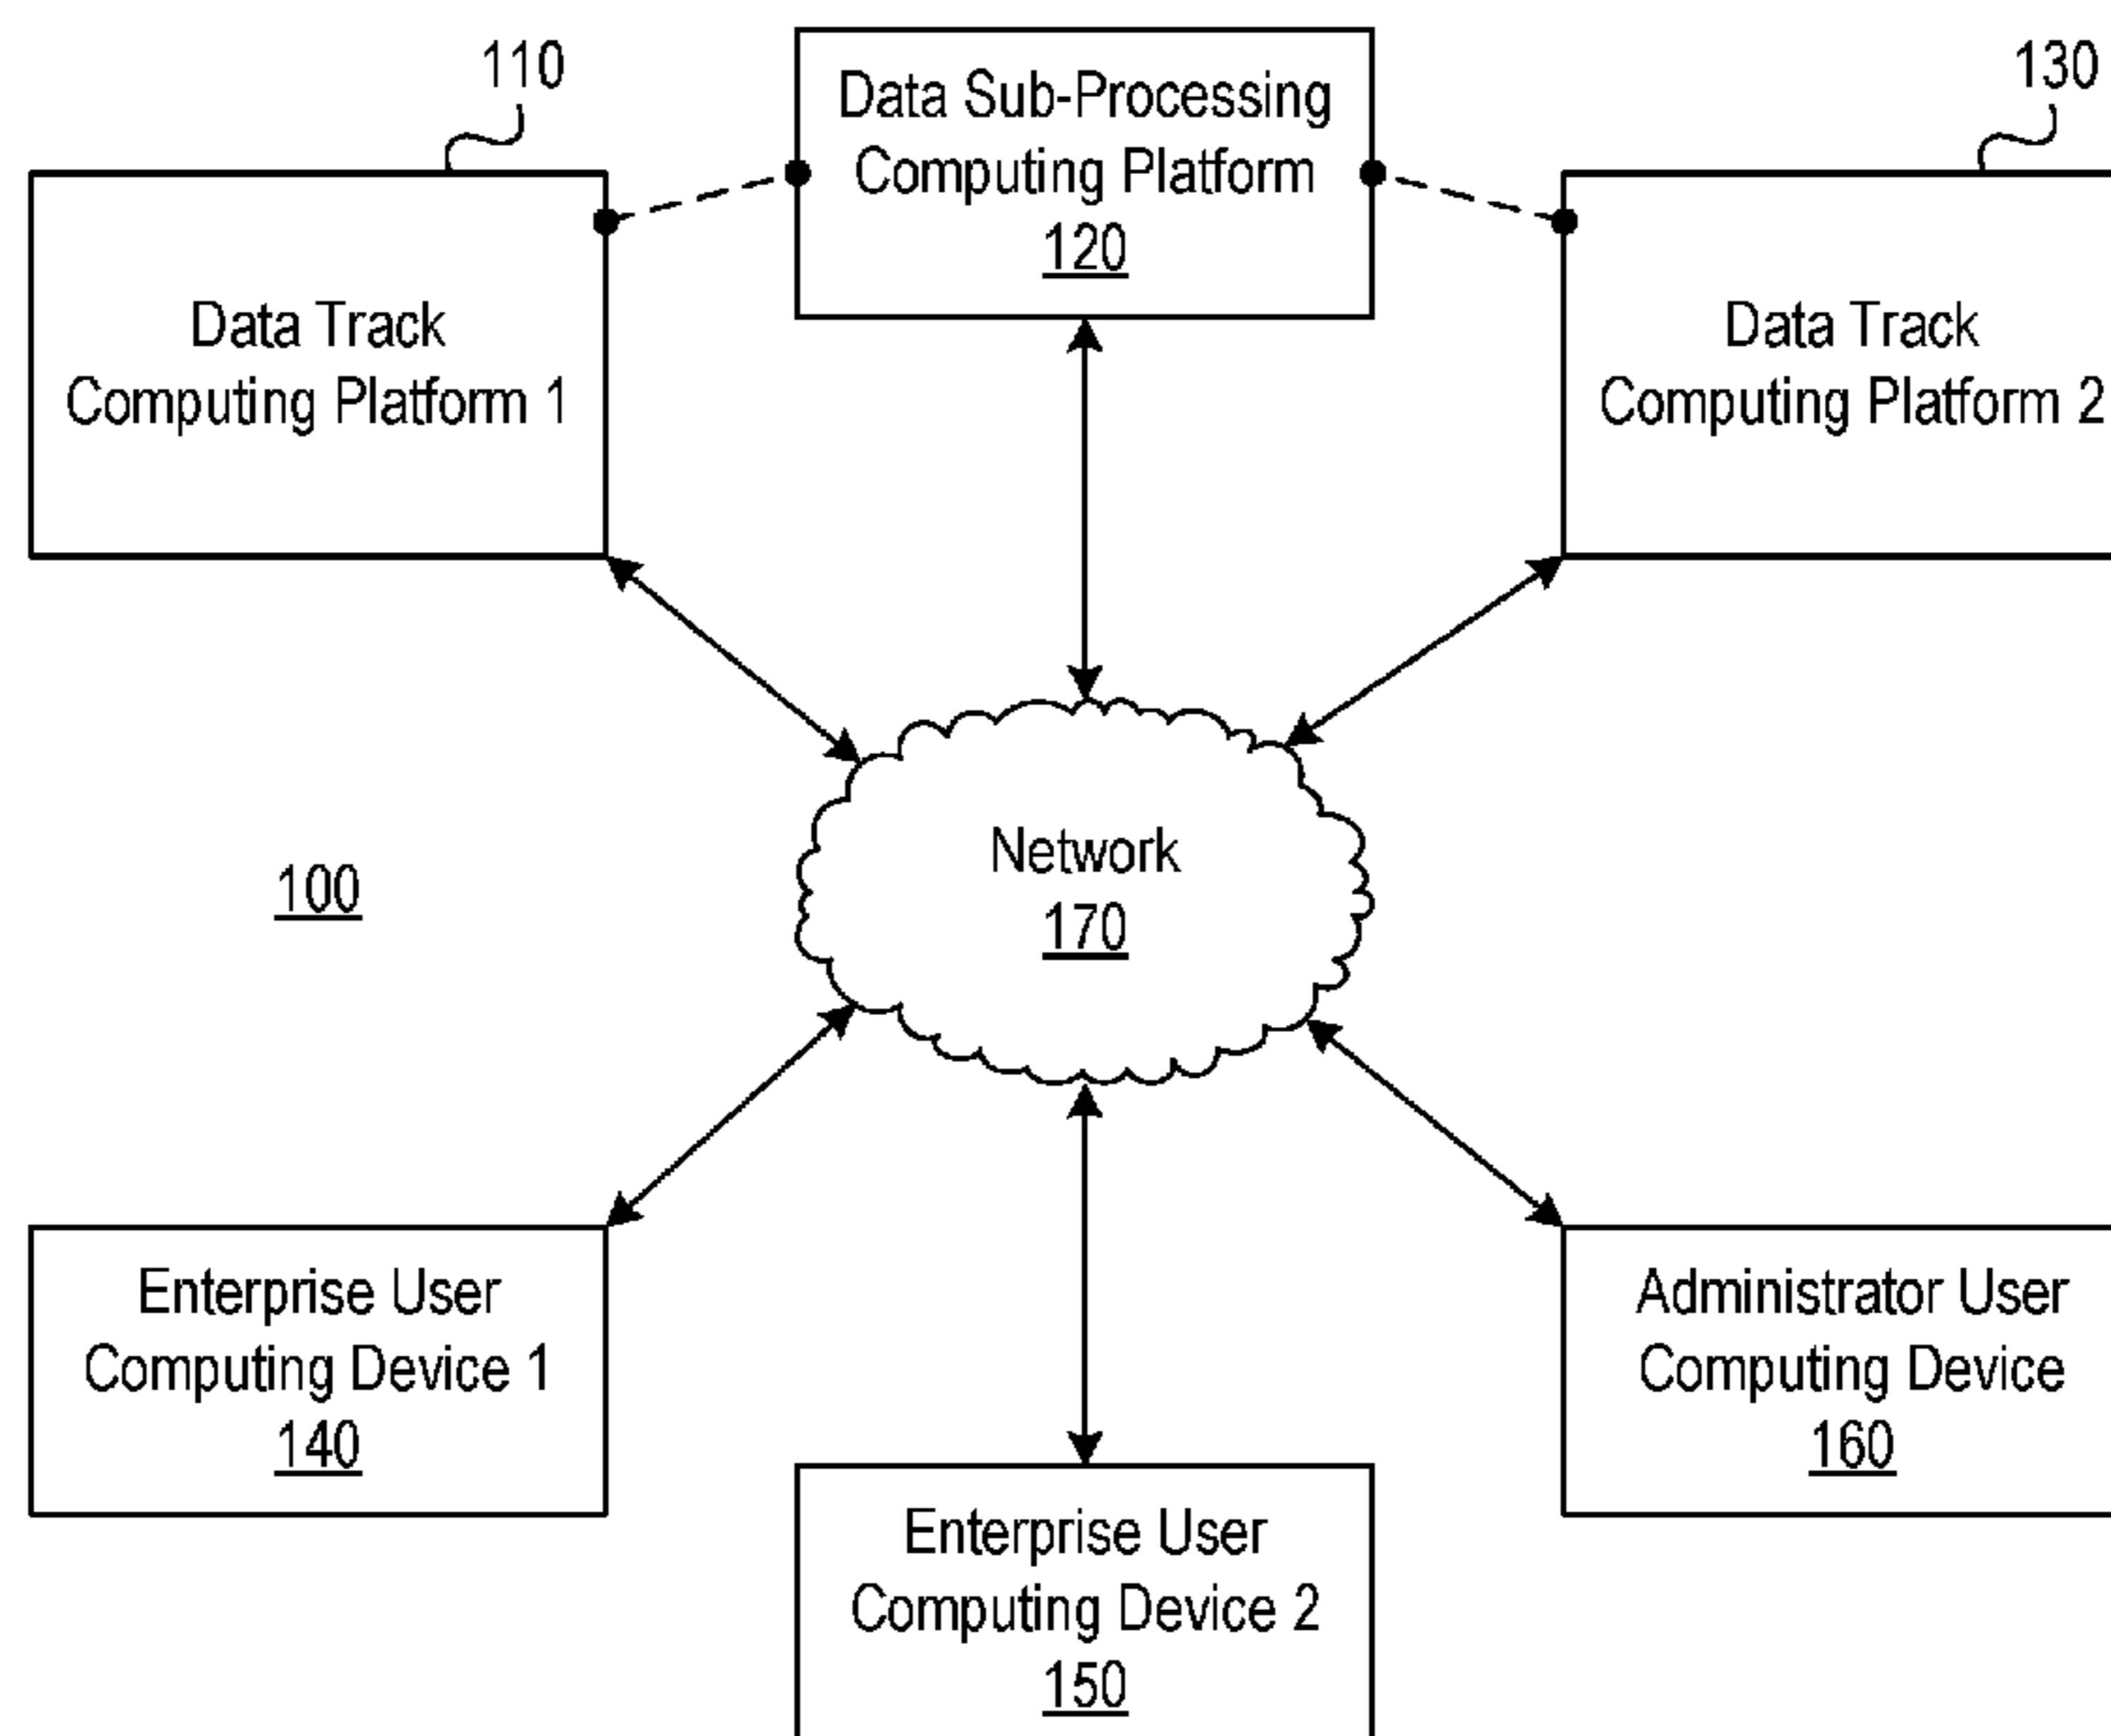 110
Data Sub-Processing
Computing Platform
120
130
Data Track
Computing Platform 1
Data Track
Computing Platform 2
100
Network
170
Enterprise User
Computing Device 1
140
Enterprise User
Computing Device 2
150
Administrator User
Computing Device
160